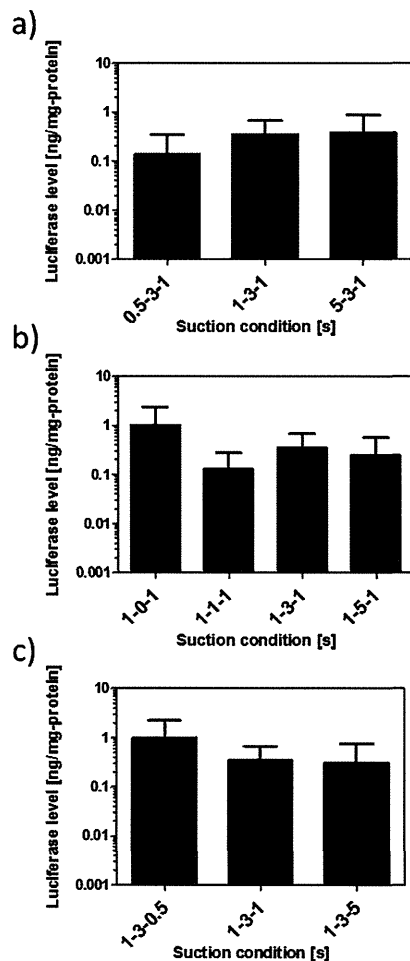 a)
Luciferase level [ng/mg-protein]
10
1
0.1
0.01
0.001
0.5-3-1
1-3-1
5-3-1
Suction condition [s]
b)
Luciferase level [ng/mg-protein]
10
1
0.1
0.01
0.001
1-0-1
1-1-1
1-3-1
1-5-1
Suction condition [s]
c)
Luciferase level [ng/mg-protein]
10
1
0.1
0.01
0.001
1-3-0.5
1-3-1
1-3-5
Suction condition [s]